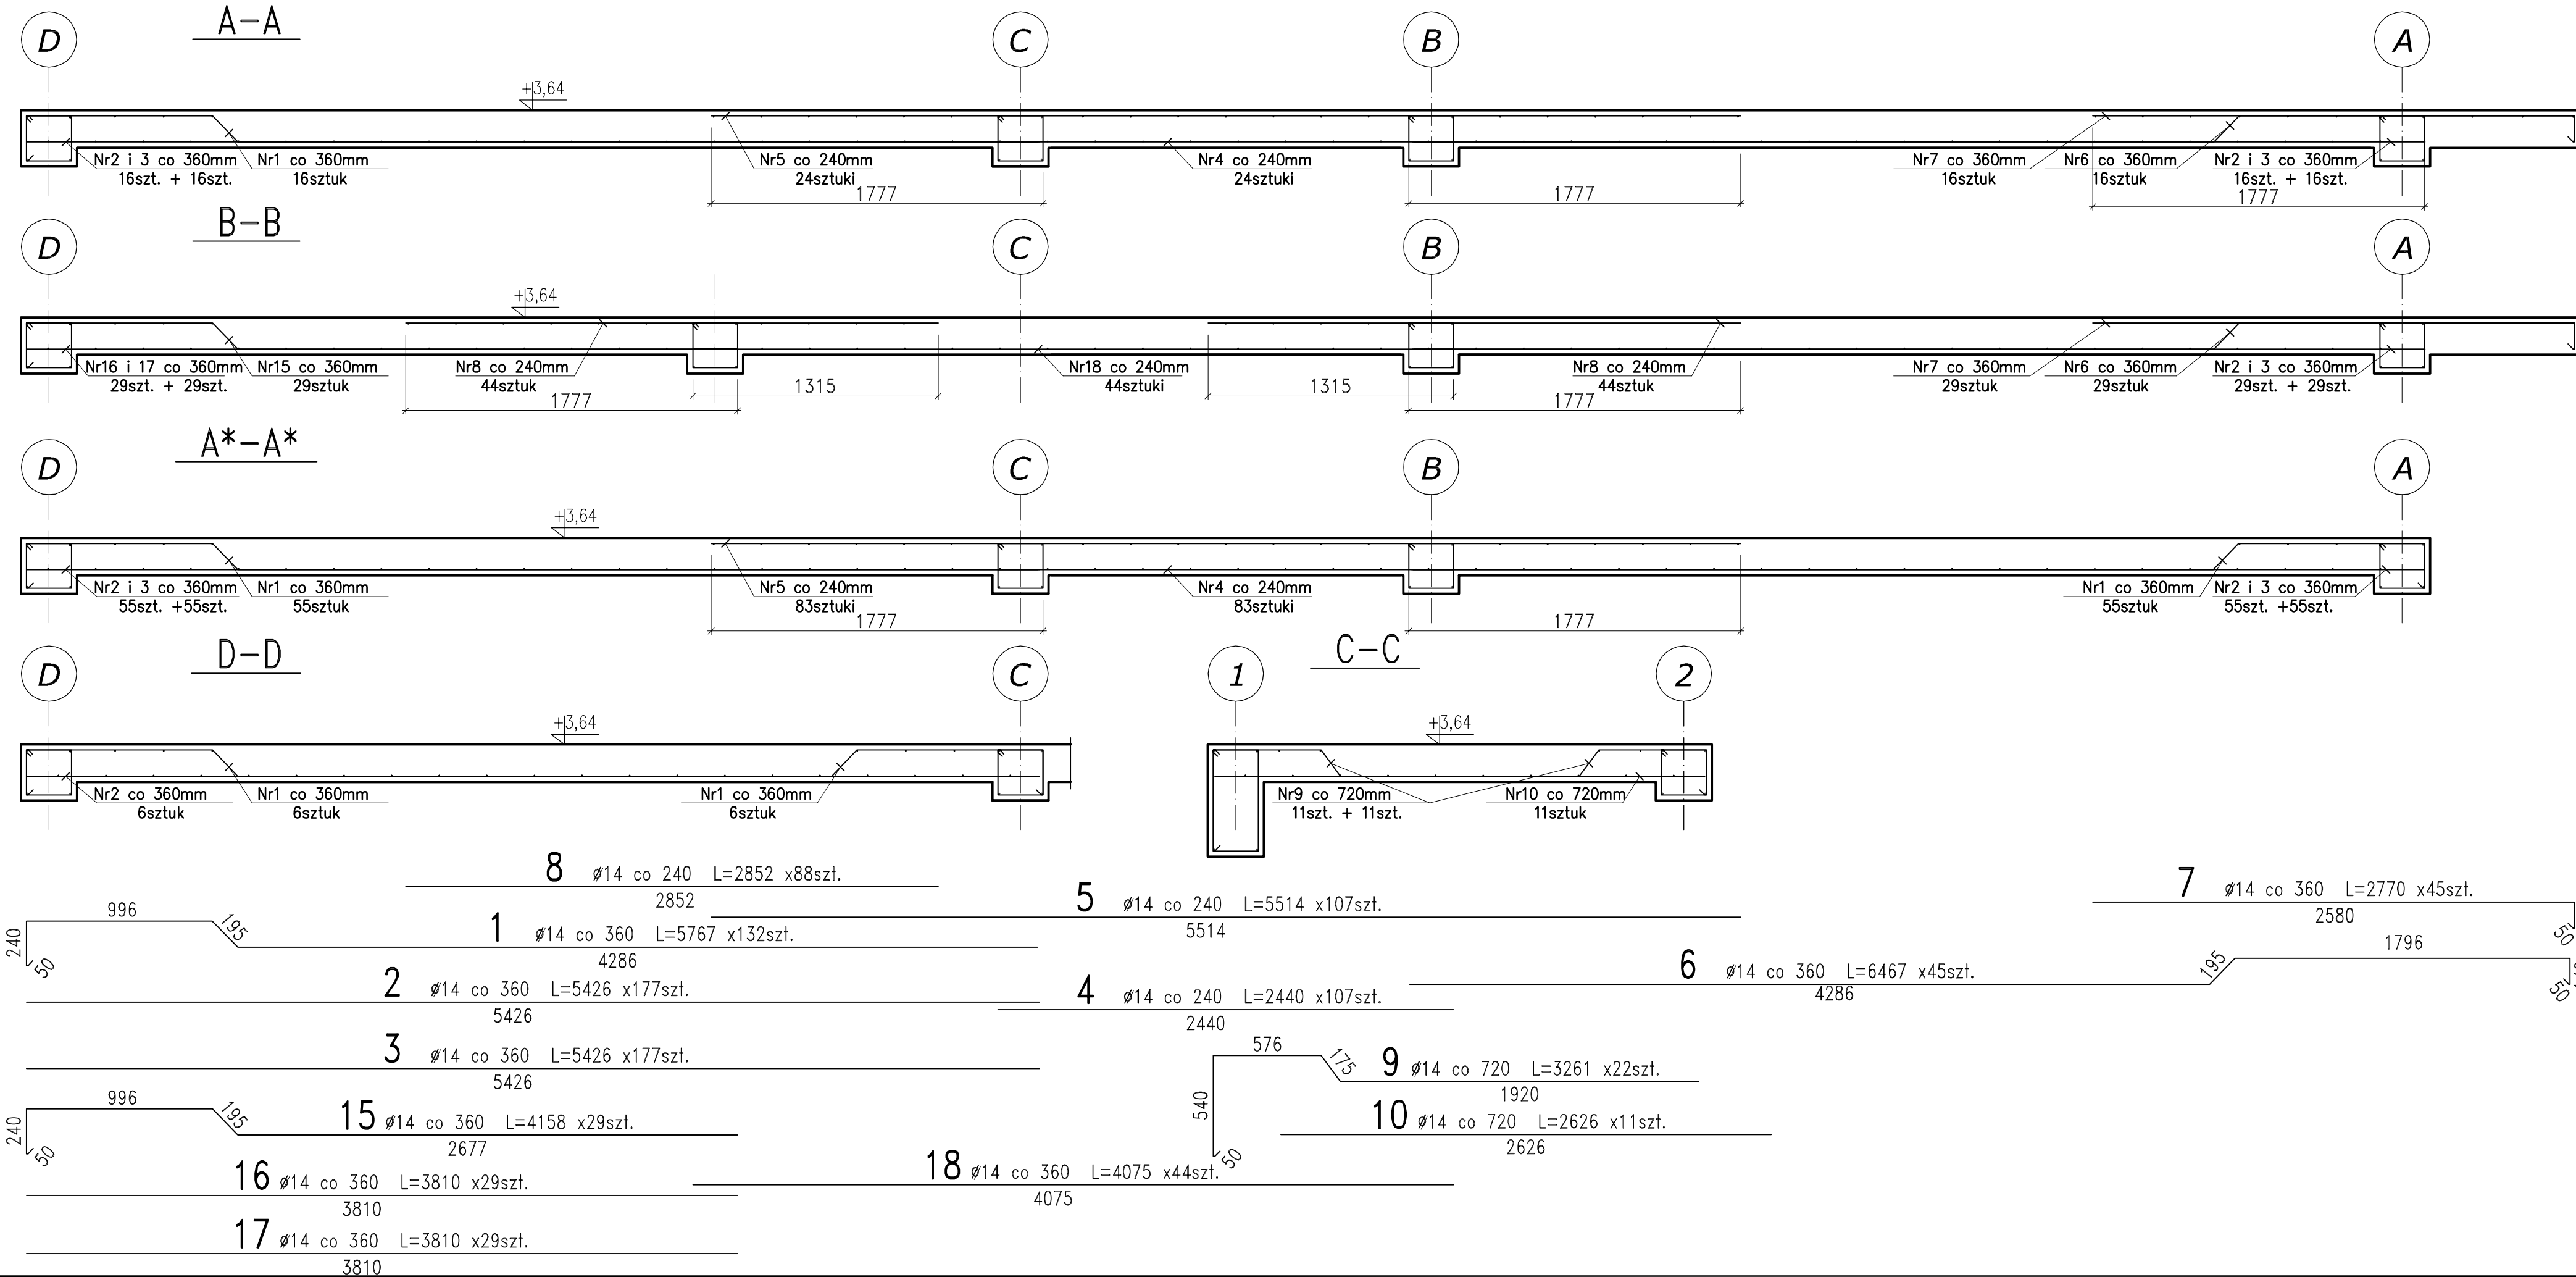 A-A
D
C
B
A
+3,64
Nr2 i 3 co 360mm
16szt. + 16szt.
Nr1 co 360mm
16sztuk
Nr5 co 240mm
24sztuki
1777
Nr4 co 240mm
24sztuki
1777
Nr7 co 360mm
16sztuk
Nr6 co 360mm
16sztuk
Nr2 i 3 co 360mm
16szt. + 16szt.
1777
B-B
D
C
B
A
+3,64
Nr16 i 17 co 360mm
29szt. + 29szt.
Nr15 co 360mm
29sztuk
Nr8 co 240mm
44sztuk
1777
1315
Nr18 co 240mm
44sztuki
1315
1777
Nr8 co 240mm
44sztuk
Nr7 co 360mm
29sztuk
Nr6 co 360mm
29sztuk
Nr2 i 3 co 360mm
29szt. + 29szt.
A*-A*
D
C
B
A
+3,64
Nr2 i 3 co 360mm
55szt. +55szt.
Nr1 co 360mm
55sztuk
Nr5 co 240mm
83sztuki
1777
Nr4 co 240mm
83sztuki
1777
Nr1 co 360mm
55sztuk
Nr2 i 3 co 360mm
55szt. +55szt.
D-D
D
C
+3,64
Nr2 co 360mm
6sztuk
Nr1 co 360mm
6sztuk
Nr1 co 360mm
6sztuk
C-C
1
2
+3,64
Nr9 co 720mm
11szt. + 11szt.
Nr10 co 720mm
11sztuk
8 ø14 co 240 L=2852 x88szt.
2852
5 ø14 co 240 L=5514 x107szt.
5514
7 ø14 co 360 L=2770 x45szt.
2580
50
996
195
240
50
1 ø14 co 360 L=5767 x132szt.
4286
6 ø14 co 360 L=6467 x45szt.
4286
195
1796
50
2 ø14 co 360 L=5426 x177szt.
5426
4 ø14 co 240 L=2440 x107szt.
2440
3 ø14 co 360 L=5426 x177szt.
5426
576
175
540
50
9 ø14 co 720 L=3261 x22szt.
1920
10 ø14 co 720 L=2626 x11szt.
2626
996
195
240
50
15 ø14 co 360 L=4158 x29szt.
2677
16 ø14 co 360 L=3810 x29szt.
3810
18 ø14 co 360 L=4075 x44szt.
4075
17 ø14 co 360 L=3810 x29szt.
3810